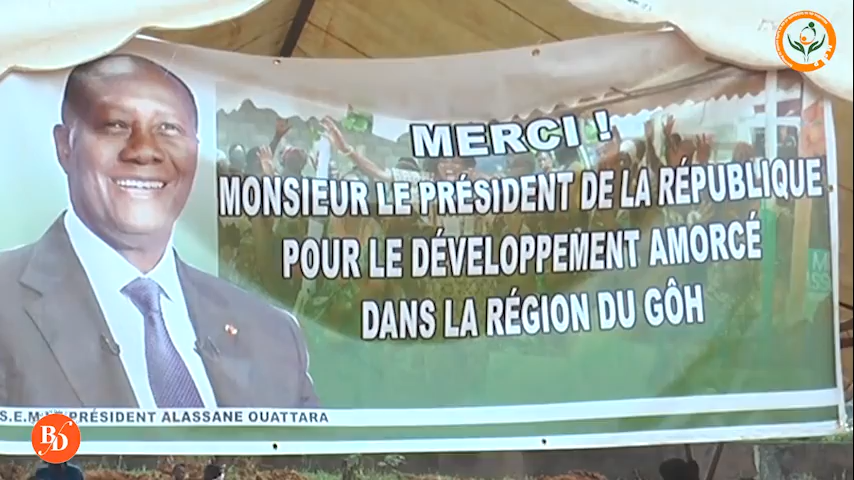 MERCI !
MONSIEUR LE PRÉSIDENT DE LA RÉPUBLIQUE
POUR LE DÉVELOPPEMENT AMORCÉ
DANS LA RÉGION DU GÔH
S.E.M. PRÉSIDENT ALASSANE OUATTARA
BD